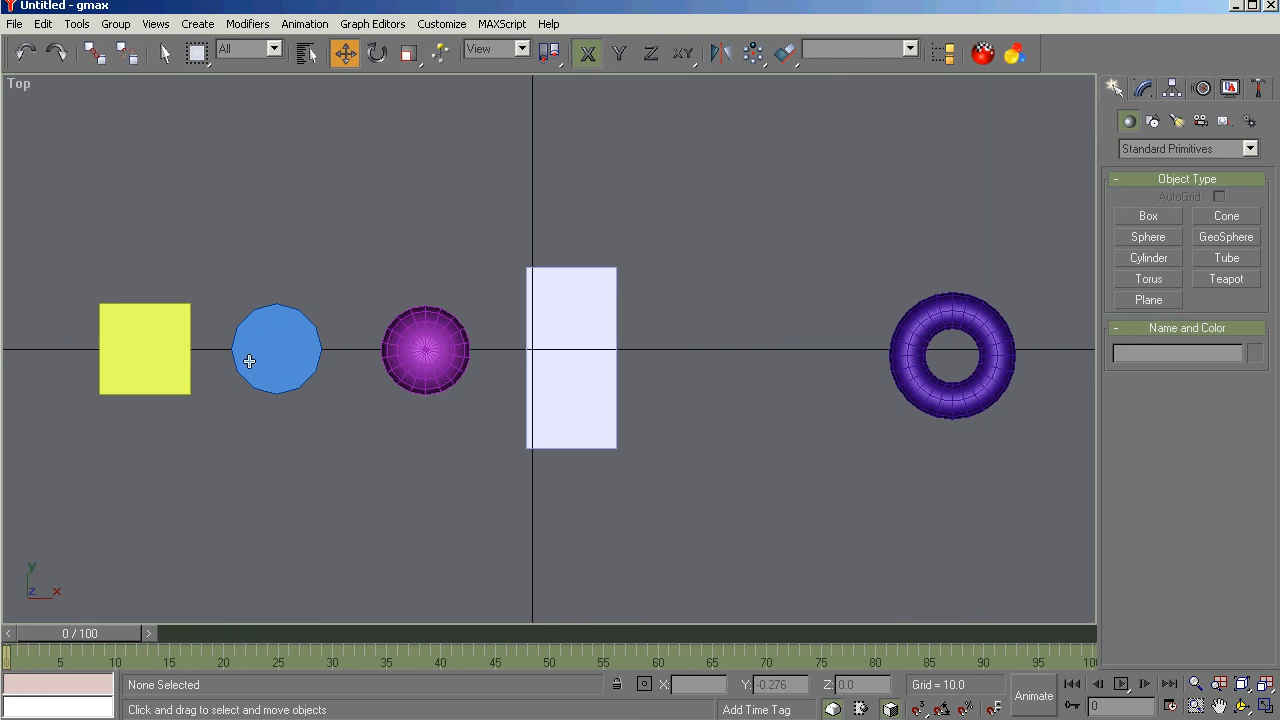 Untitled - gmax
File Edit Tools Group Views Create Modifiers Animation Graph Editors Customize MAXScript Help
All View X Y Z XY
Top
Standard Primitives
Object Type
AutoGrid
Box Cone
Sphere GeoSphere
Cylinder Tube
Torus Teapot
Plane
Name and Color
y
z x
0 / 100
5 10 15 20 25 30 35 40 45 50 55 60 65 70 75 80 85 90 95 100
None Selected X: Y: -0.276 Z: 0.0 Grid = 10.0
Animate
Click and drag to select and move objects Add Time Tag 0